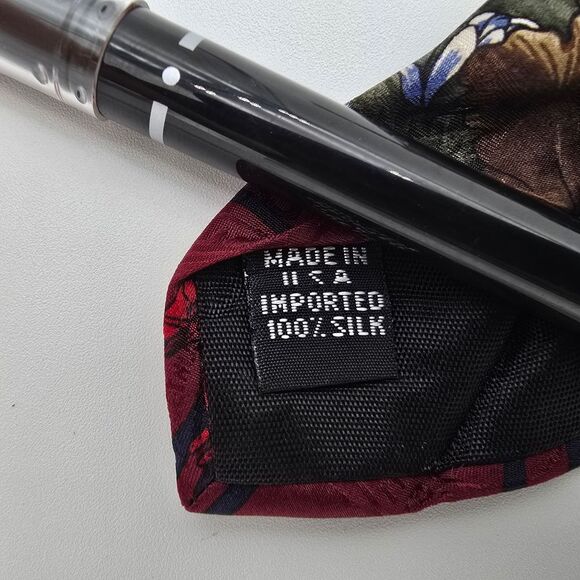 MADE IN
U S A
IMPORTED
100% SILK